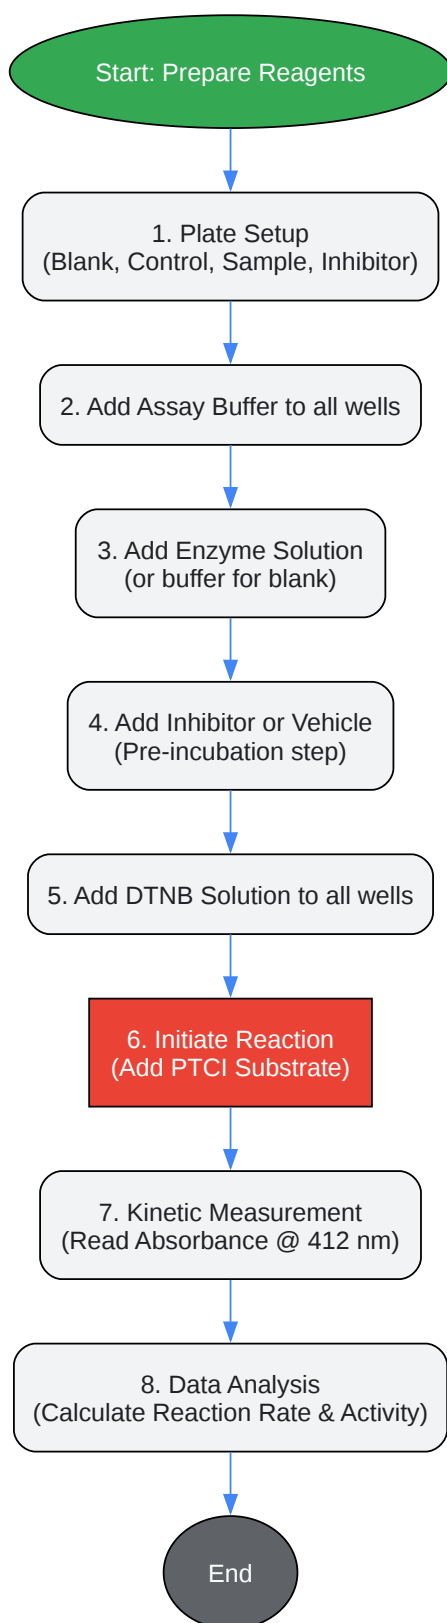 Start: Prepare Reagents
1. Plate Setup
(Blank, Control, Sample, Inhibitor)
2. Add Assay Buffer to all wells
3. Add Enzyme Solution
(or buffer for blank)
4. Add Inhibitor or Vehicle
(Pre-incubation step)
5. Add DTNB Solution to all wells
6. Initiate Reaction
(Add PTCI Substrate)
7. Kinetic Measurement
(Read Absorbance @ 412 nm)
8. Data Analysis
(Calculate Reaction Rate & Activity)
End